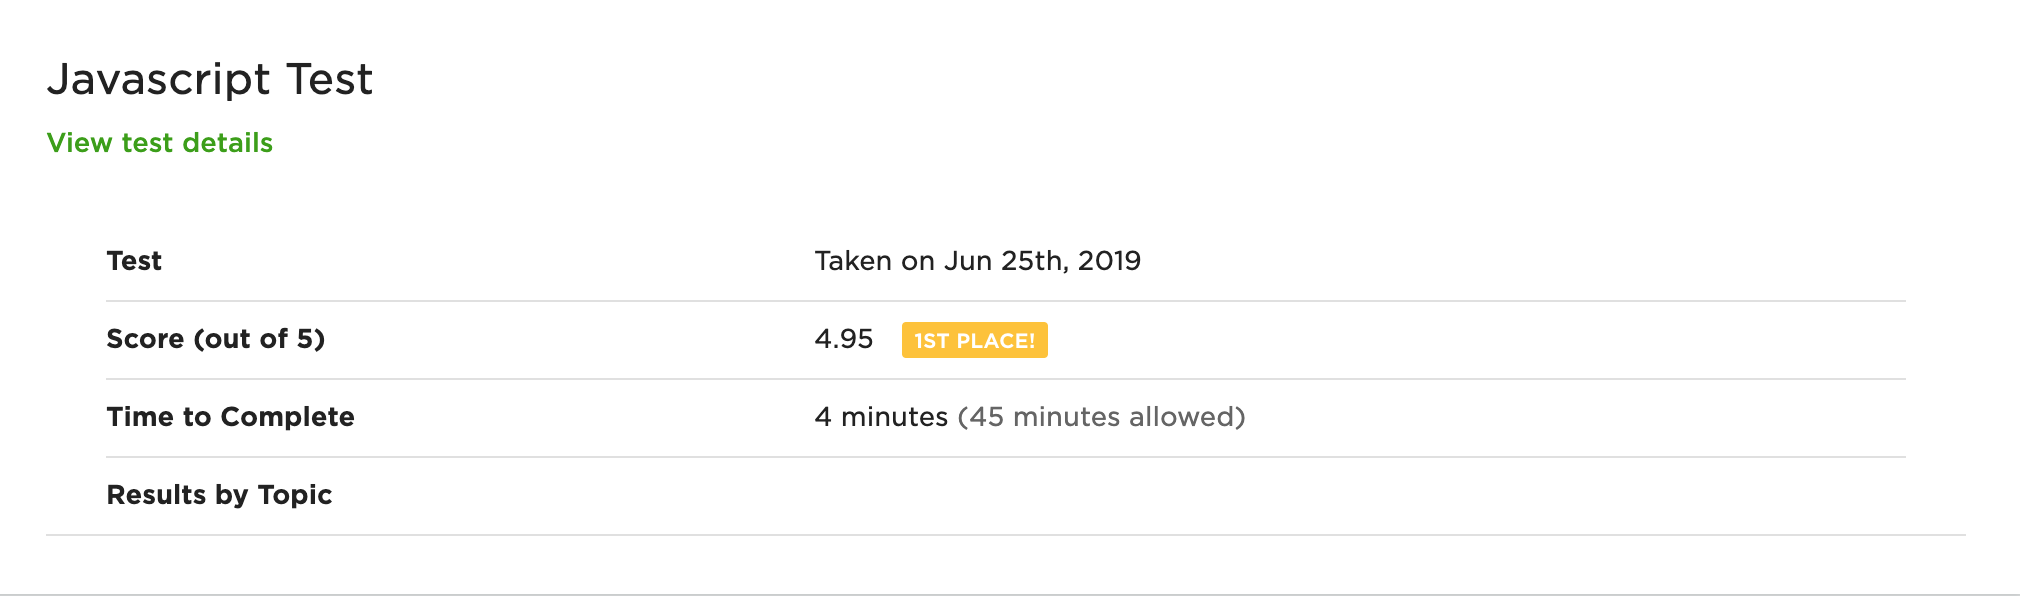 Javascript Test
View test details
Test Taken on Jun 25th, 2019
Score (out of 5) 4.95 1ST PLACE!
Time to Complete 4 minutes (45 minutes allowed)
Results by Topic